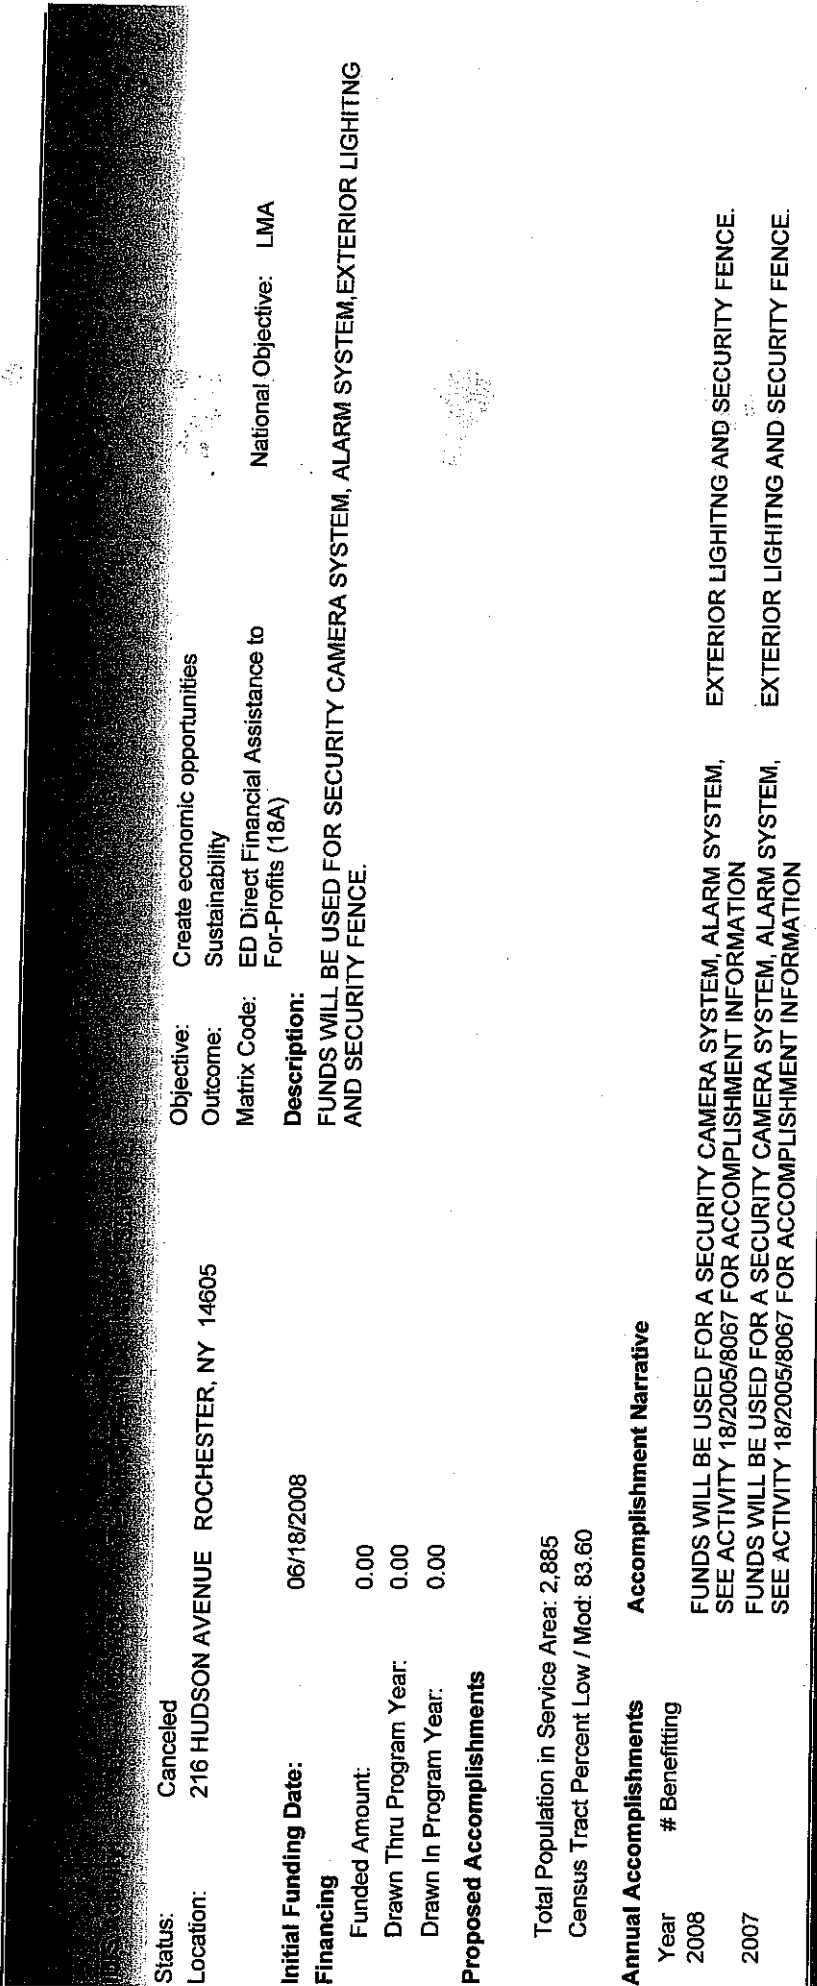 Status: Canceled
Location: 216 HUDSON AVENUE ROCHESTER, NY 14605
Objective: Create economic opportunities
Outcome: Sustainability
Matrix Code: ED Direct Financial Assistance to For-Profits (18A)
National Objective: LMA
Initial Funding Date: 06/18/2008
Description:
FUNDS WILL BE USED FOR SECURITY CAMERA SYSTEM, ALARM SYSTEM,EXTERIOR LIGHITNG
AND SECURITY FENCE.
Financing
Funded Amount: 0.00
Drawn Thru Program Year: 0.00
Drawn In Program Year: 0.00
Proposed Accomplishments
Total Population in Service Area: 2,885
Census Tract Percent Low / Mod: 83.60
Annual Accomplishments Accomplishment Narrative
Year # Benefitting
2008 FUNDS WILL BE USED FOR A SECURITY CAMERA SYSTEM, ALARM SYSTEM, EXTERIOR LIGHITNG AND SECURITY FENCE.
SEE ACTIVITY 18/2005/8067 FOR ACCOMPLISHMENT INFORMATION
2007 FUNDS WILL BE USED FOR A SECURITY CAMERA SYSTEM, ALARM SYSTEM, EXTERIOR LIGHITNG AND SECURITY FENCE.
SEE ACTIVITY 18/2005/8067 FOR ACCOMPLISHMENT INFORMATION